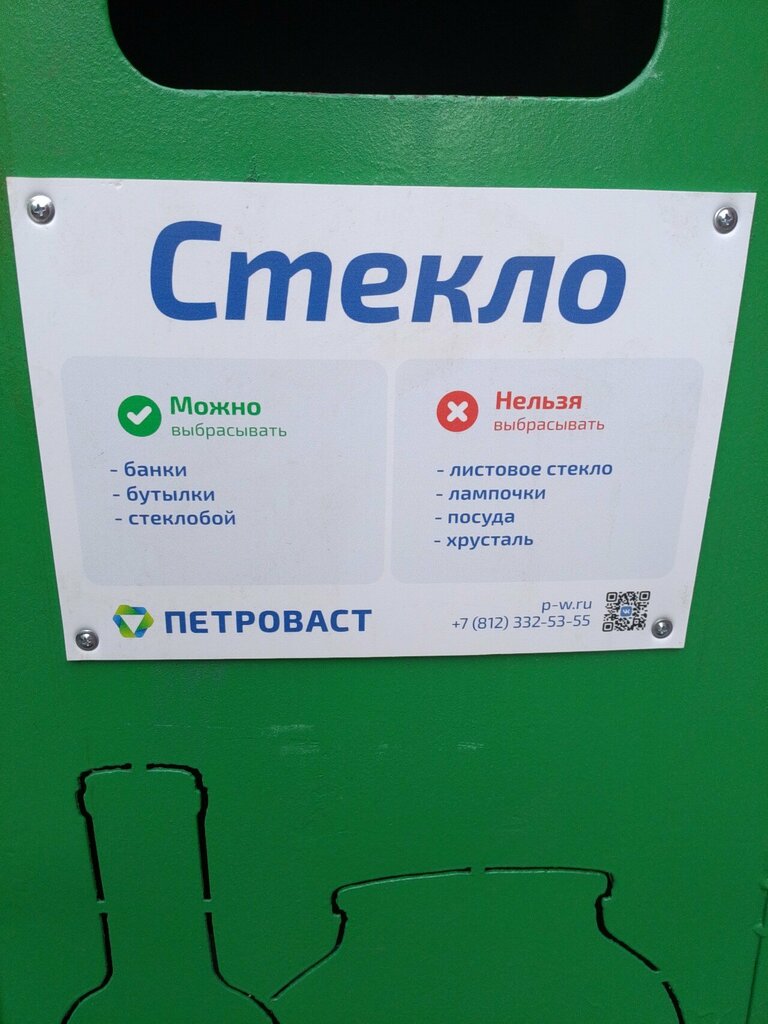 Стекло
Можно
выбрасывать
- банки
- бутылки
- стеклобой
Нельзя
выбрасывать
- листовое стекло
- лампочки
- посуда
- хрусталь
ПЕТРОВАСТ
p-w.ru
+7 (812) 332-53-55